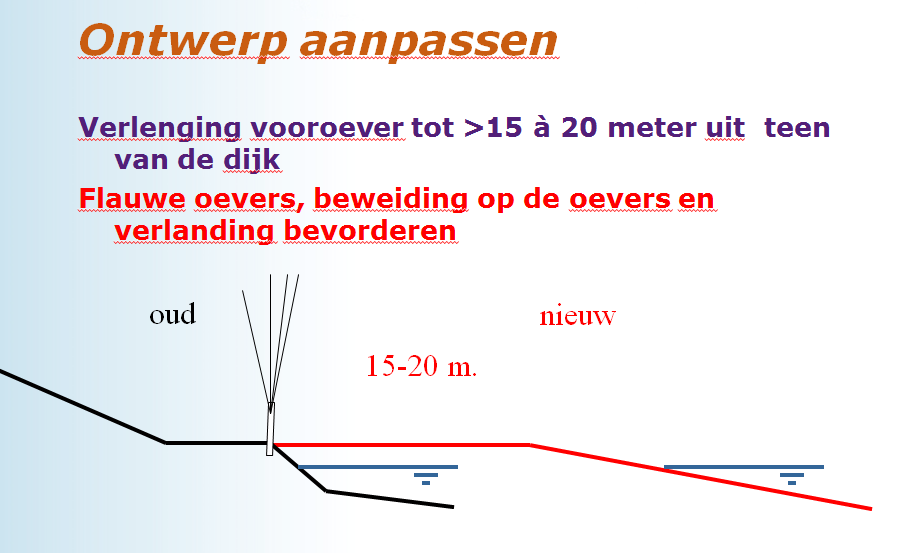 Ontwerp aanpassen
Verlenging vooroever tot >15 à 20 meter uit teen
van de dijk
Flauwe oevers, beweiding op de oevers en
verlanding bevorderen
oud
nieuw
15-20 m.